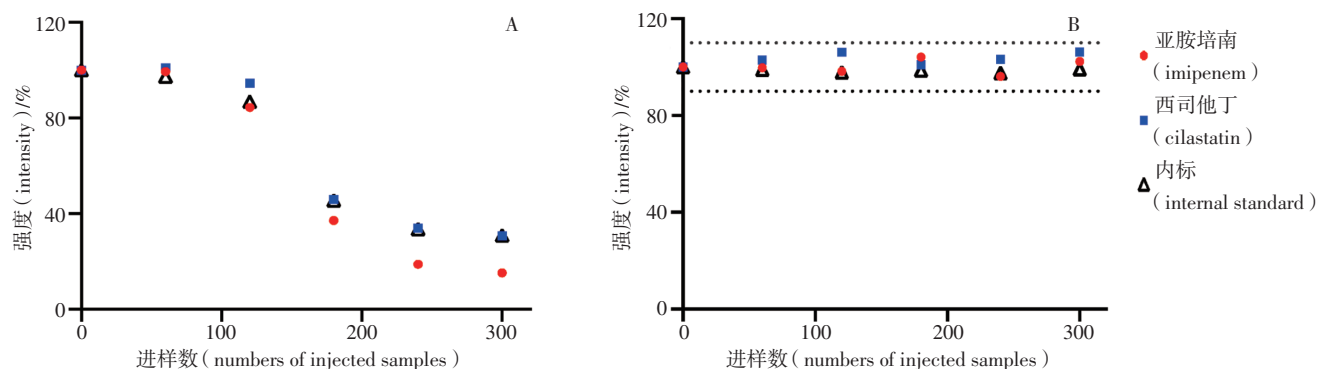 A
120
80
40
0
强度(intensity)/%
0 100 200 300
进样数(numbers of injected samples)
B
120
80
40
0
强度(intensity)/%
0 100 200 300
进样数(numbers of injected samples)
亚胺培南
(imipenem)
西司他丁
(cilastatin)
内标
(internal standard)